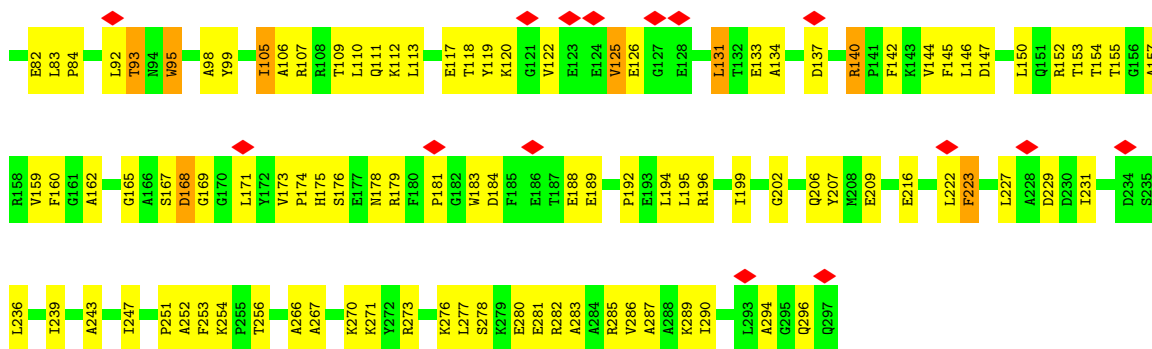 E82 L83 P84 L92 T93 N94 W95 A98 Y99 I105 A106 R107 R108 T109 L110 Q111 K112 L113 E117 T118 Y119 K120 G121 V122 E123 E124 V125 E126 G127 E128 L131 T132 E133 A134 D137 R140 P141 F142 K143 V144 F145 L146 D147 L150 Q151 R152 T153 T154 T155 G156 A157
R158 V159 F160 G161 A162 G165 A166 S167 D168 G169 G170 L171 Y172 V173 P174 H175 S176 E177 N178 R179 F180 P181 G182 W183 D184 F185 E186 T187 E188 E189 P192 E193 L194 L195 R196 I199 G202 Q206 Y207 M208 E209 E216 L222 F223 L227 A228 D229 D230 I231 D234 S235
L236 I239 A243 I247 P251 A252 F253 K254 P255 T256 A266 A267 K270 K271 Y272 R273 K276 L277 S278 K279 E280 E281 R282 A283 A284 R285 V286 A287 A288 K289 I290 L293 A294 G295 Q296 Q297